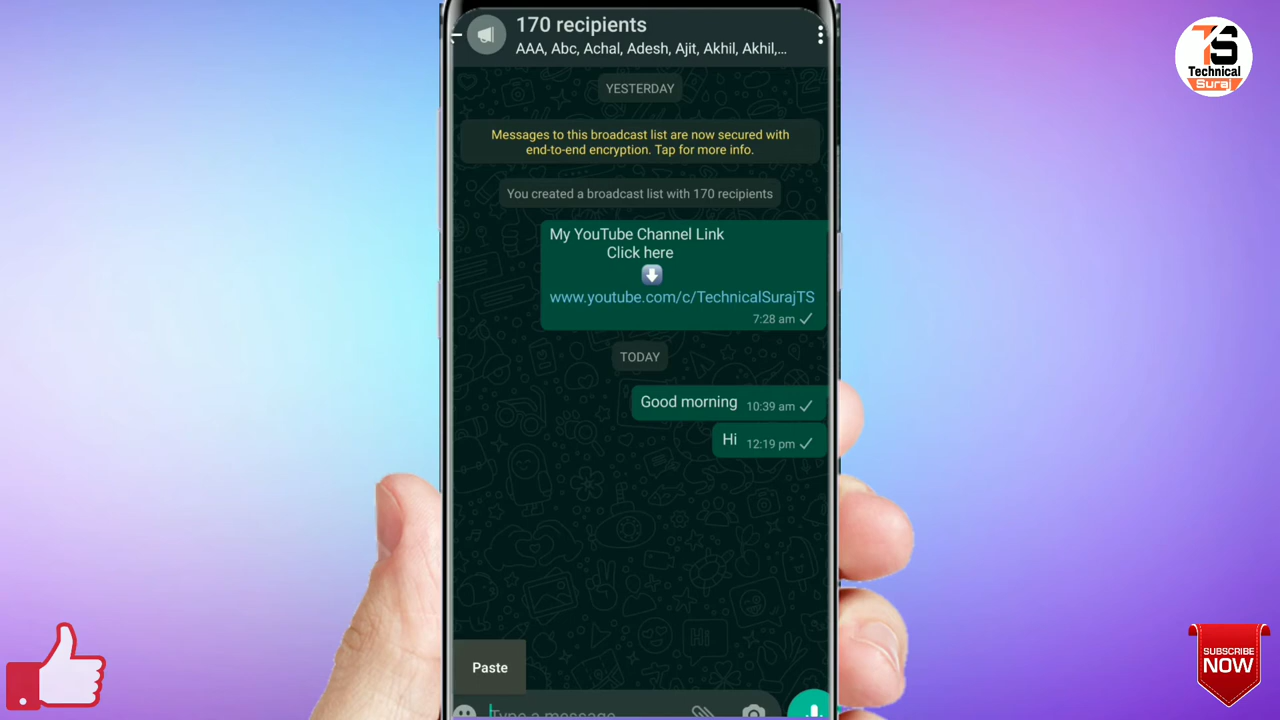 170 recipients
AAA, Abc, Achal, Adesh, Ajit, Akhil, Akhil,...
TS
Technical
Suraj
YESTERDAY
Messages to this broadcast list are now secured with
end-to-end encryption. Tap for more info.
You created a broadcast list with 170 recipients
My YouTube Channel Link
Click here
www.youtube.com/c/TechnicalSurajTS
7:28 am
TODAY
Good morning 10:39 am
Hi 12:19 pm
Paste
Type a message
SUBSCRIBE
NOW